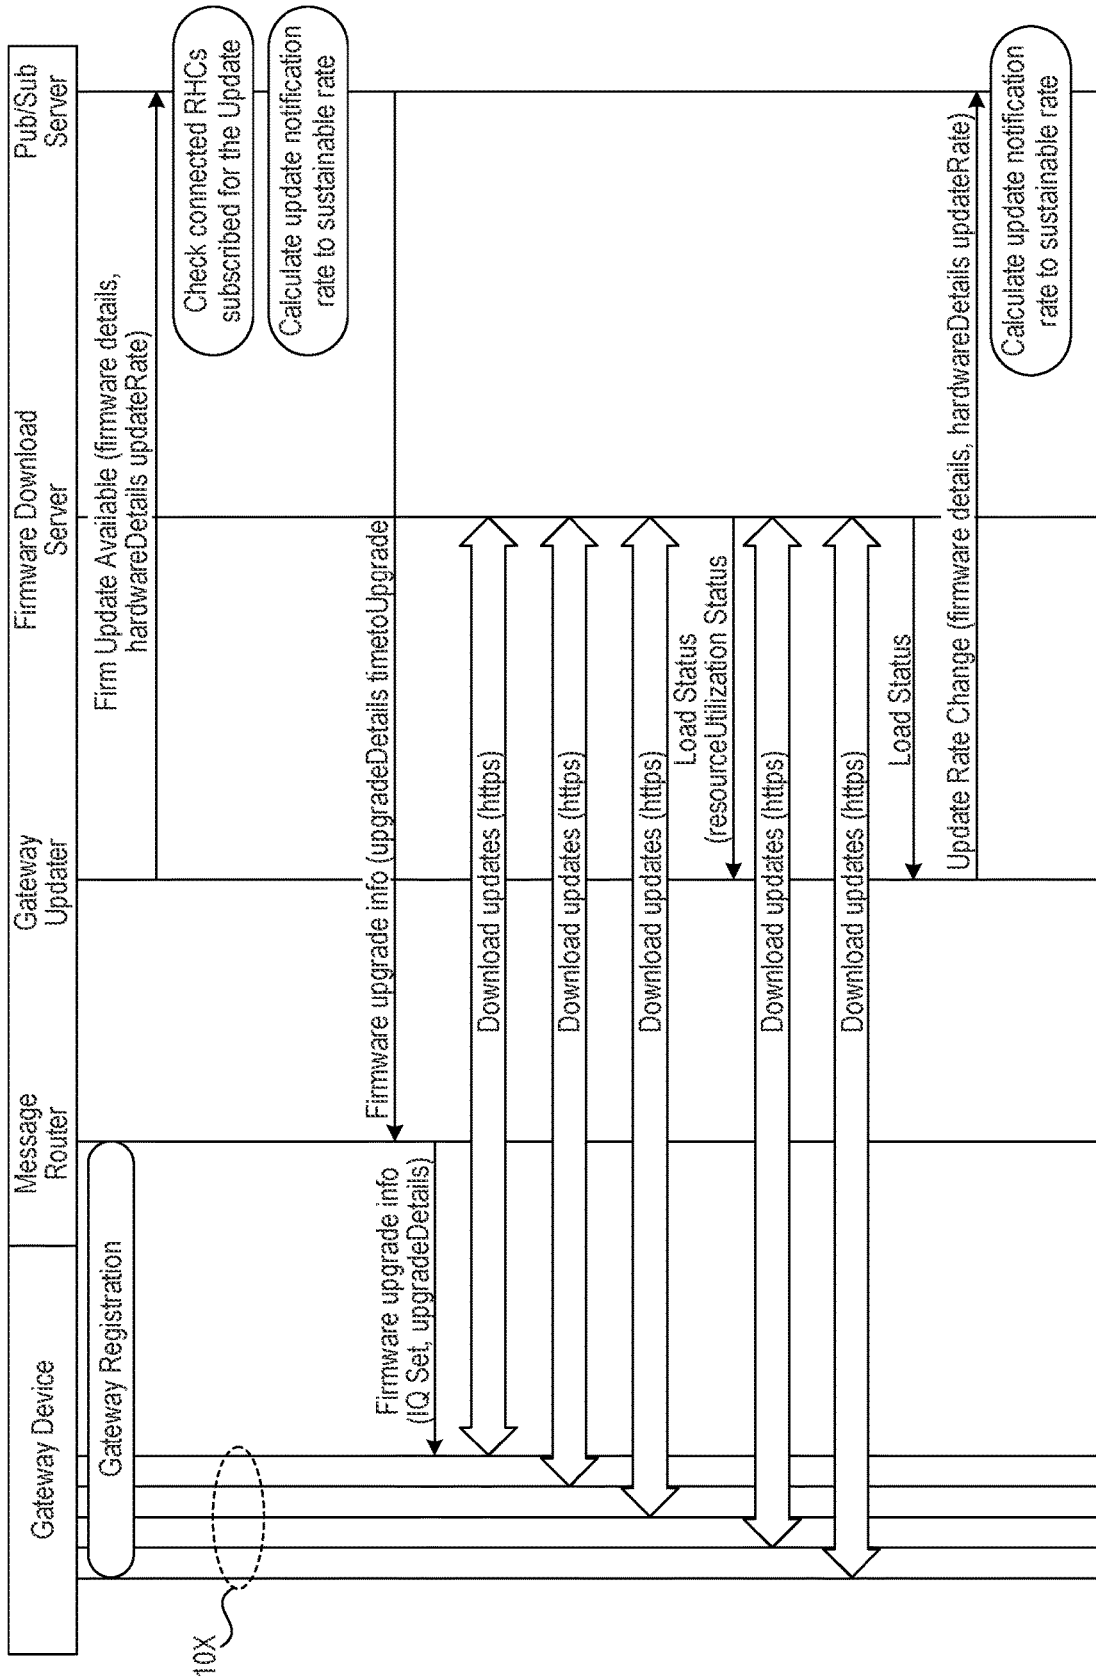 Gateway Device
Message
Router
Gateway
Updater
Firmware Download
Server
Pub/Sub
Server
Gateway Registration
Firm Update Available (firmware details,
hardwareDetails updateRate)
10X
Check connected RHCs
subscribed for the Update
Calculate update notification
rate to sustainable rate
Firmware upgrade info (upgradeDetails timetoUpgrade
Firmware upgrade info
(IQ Set, upgradeDetails)
Download updates (https)
Download updates (https)
Download updates (https)
Load Status
(resourceUtilization Status
Download updates (https)
Download updates (https)
Load Status
Update Rate Change (firmware details, hardwareDetails updateRate)
Calculate update notification
rate to sustainable rate